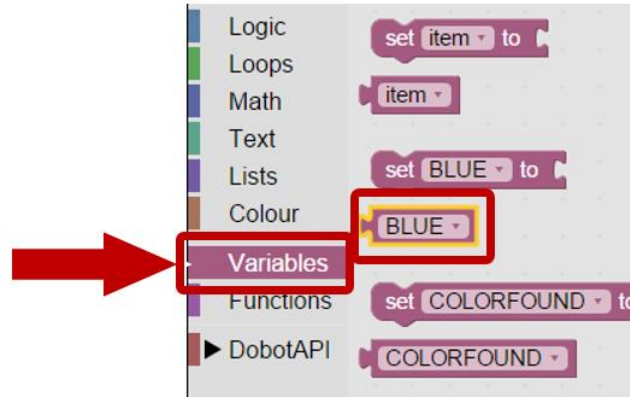 Logic
Loops
Math
Text
Lists
Colour
Variables
Functions
DobotAPI
set item to
item
set BLUE to
BLUE
set COLORFOUND to
COLORFOUND